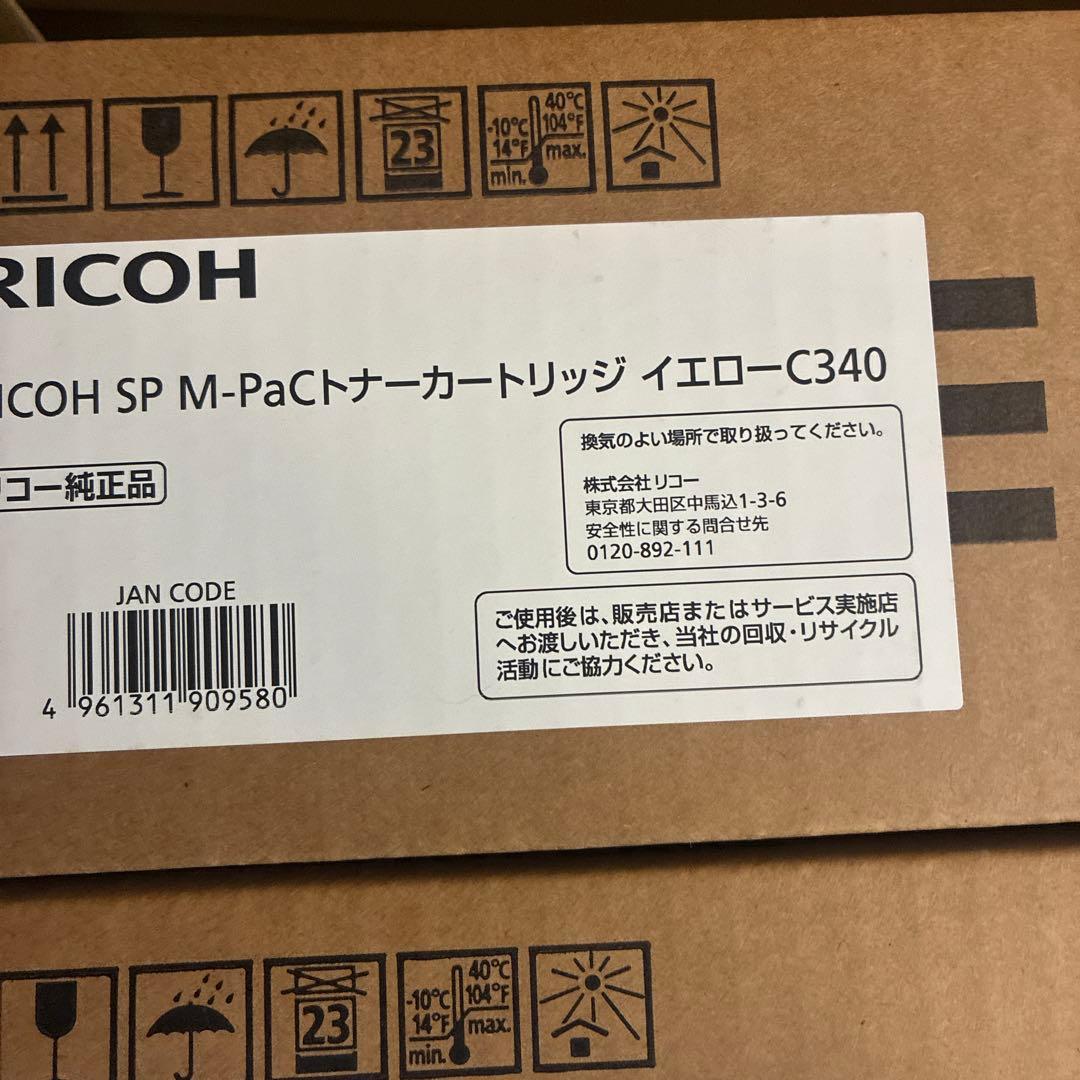 23
-10°C
14°F
min.
40°C
104°F
max.
RICOH
RICOH SP M-PaCトナーカートリッジ イエローC340
換気のよい場所で取り扱ってください。
株式会社リコー
東京都大田区中馬込1-3-6
安全性に関する問合せ先
0120-892-111
リコー純正品
JAN CODE
4 961311 909580
ご使用後は、販売店またはサービス実施店
へお渡しいただき、当社の回収・リサイクル
活動にご協力ください。
23
-10°C
14°F
min.
40°C
104°F
max.